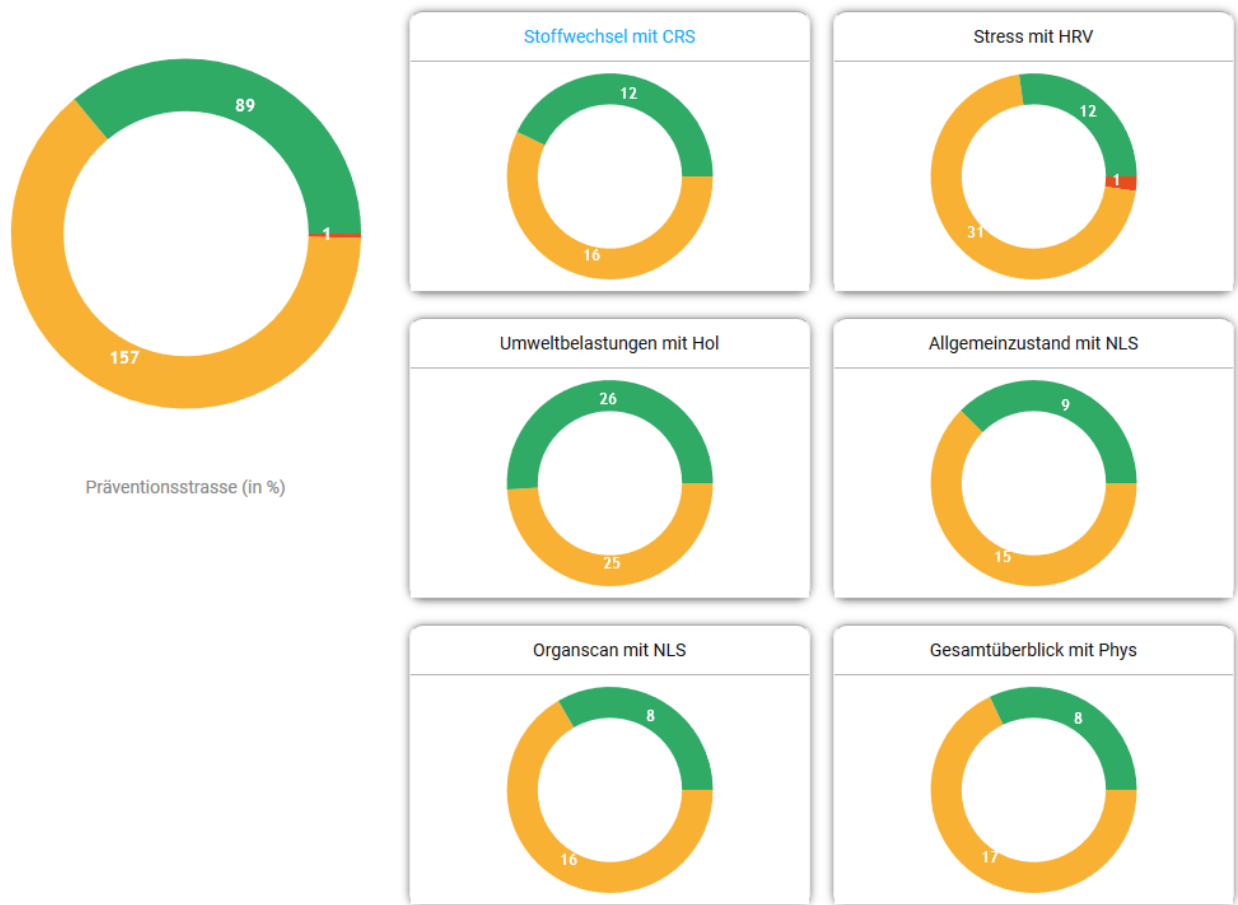 89
1
157
Präventionsstrasse (in %)
Stoffwechsel mit CRS
12
16
Stress mit HRV
12
1
31
Umweltbelastungen mit Hol
26
25
Allgemeinzustand mit NLS
9
15
Organscan mit NLS
8
16
Gesamtüberblick mit Phys
8
17